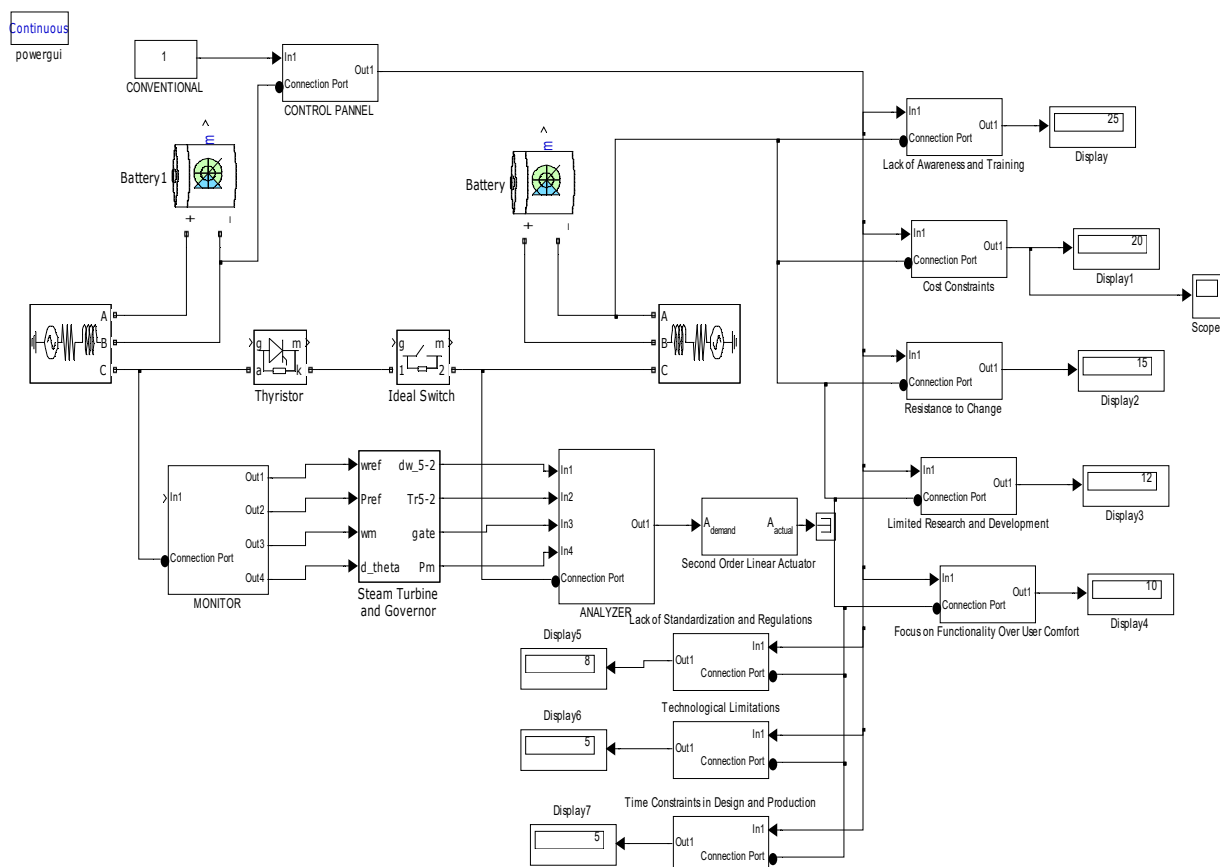 Continuous
powergui
1
CONVENTIONAL
In1
Connection Port
Out1
CONTROL PANNEL
m
Battery1
+
–
m
Battery
+
–
In1
Connection Port
Out1
Lack of Awareness and Training
25
Display
In1
Connection Port
Out1
Cost Constraints
20
Display1
Scope
A
B
C
g
m
a
k
Thyristor
g
m
1
2
Ideal Switch
A
B
C
In1
Connection Port
Out1
Resistance to Change
15
Display2
In1
Connection Port
Out1
Out2
Out3
Out4
MONITOR
wref
Pref
wm
d_theta
dw_5-2
Tr5-2
gate
Pm
Steam Turbine
and Governor
In1
In2
In3
In4
Connection Port
Out1
ANALYZER
A demand
A actual
Second Order Linear Actuator
In1
Connection Port
Out1
Limited Research and Development
12
Display3
In1
Connection Port
Out1
Focus on Functionality Over User Comfort
10
Display4
Lack of Standardization and Regulations
Display5
8
Out1
In1
Connection Port
Technological Limitations
Display6
5
Out1
In1
Connection Port
Time Constraints in Design and Production
Display7
5
Out1
In1
Connection Port